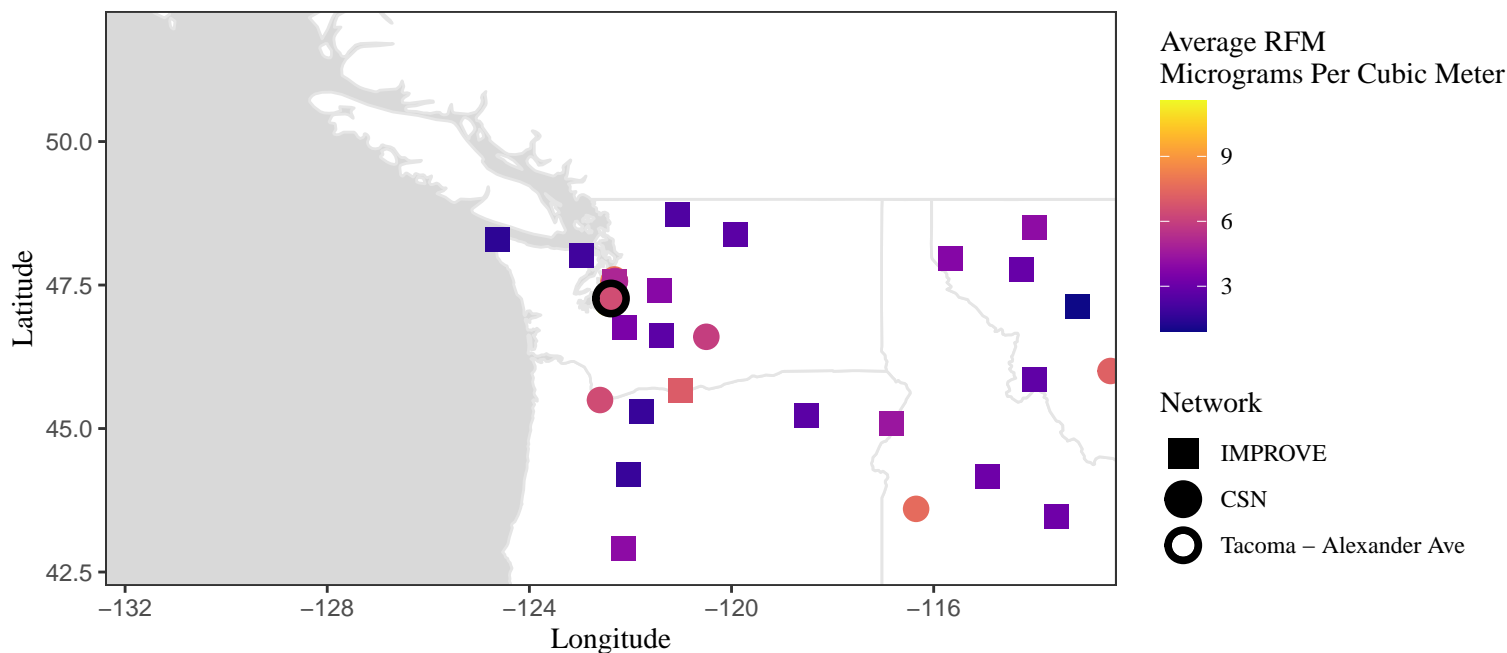 Average RFM
Micrograms Per Cubic Meter
9
6
3
Network
IMPROVE
CSN
Tacoma − Alexander Ave
Latitude
50.0
47.5
45.0
42.5
−132
−128
−124
−120
−116
Longitude